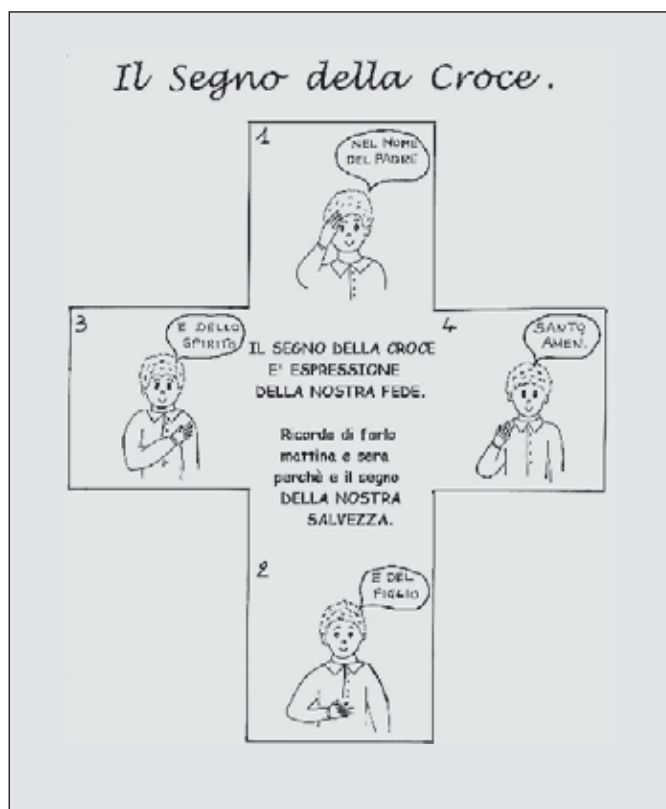 Il Segno della Croce.
1
NEL NOME
DEL PADRE
3
E DELLO
SPIRITO
IL SEGNO DELLA CROCE
E' ESPRESSIONE
DELLA NOSTRA FEDE.
Ricorda di farlo
mattina e sera
perchè e il segno
DELLA NOSTRA
SALVEZZA.
4
SANTO
AMEN.
2
E DEL
FIGLIO